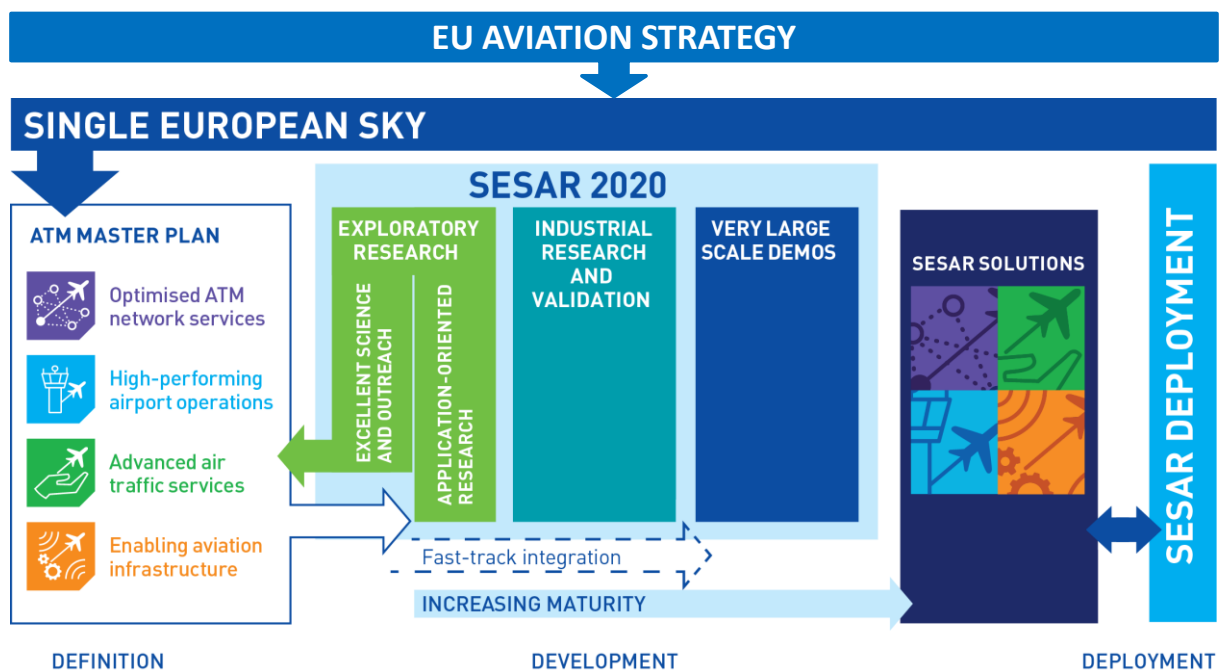 EU AVIATION STRATEGY
SINGLE EUROPEAN SKY
ATM MASTER PLAN
Optimised ATM
network services
High-performing
airport operations
Advanced air
traffic services
Enabling aviation
infrastructure
SESAR 2020
EXPLORATORY
RESEARCH
EXCELLENT SCIENCE
AND OUTREACH
APPLICATION-ORIENTED
RESEARCH
INDUSTRIAL
RESEARCH
AND
VALIDATION
VERY LARGE
SCALE DEMOS
Fast-track integration
INCREASING MATURITY
SESAR SOLUTIONS
SESAR DEPLOYMENT
DEFINITION
DEVELOPMENT
DEPLOYMENT